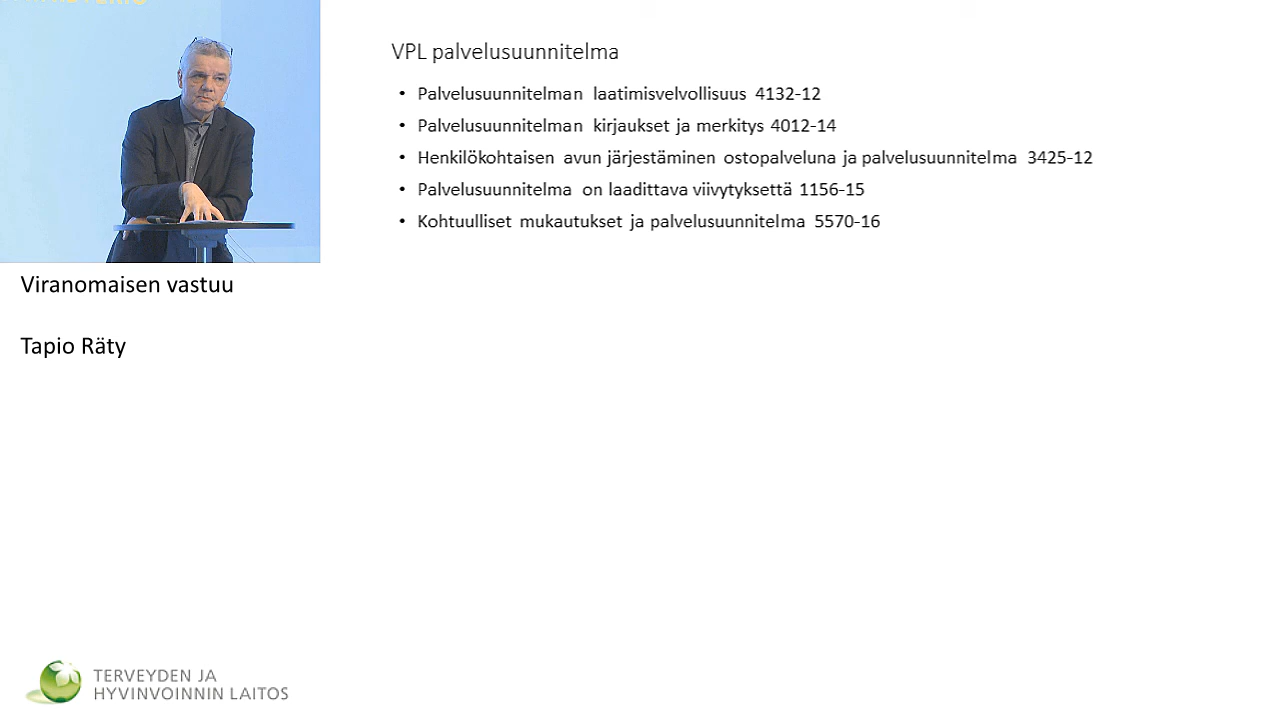 VPL palvelusuunnitelma
• Palvelusuunnitelman laatimisvelvollisuus 4132-12
• Palvelusuunnitelman kirjaukset ja merkitys 4012-14
• Henkilökohtaisen avun järjestäminen ostopalveluna ja palvelusuunnitelma 3425-12
• Palvelusuunnitelma on laadittava viivytyksettä 1156-15
• Kohtuulliset mukautukset ja palvelusuunnitelma 5570-16
Viranomaisen vastuu
Tapio Räty
TERVEYDEN JA
HYVINVOINNIN LAITOS